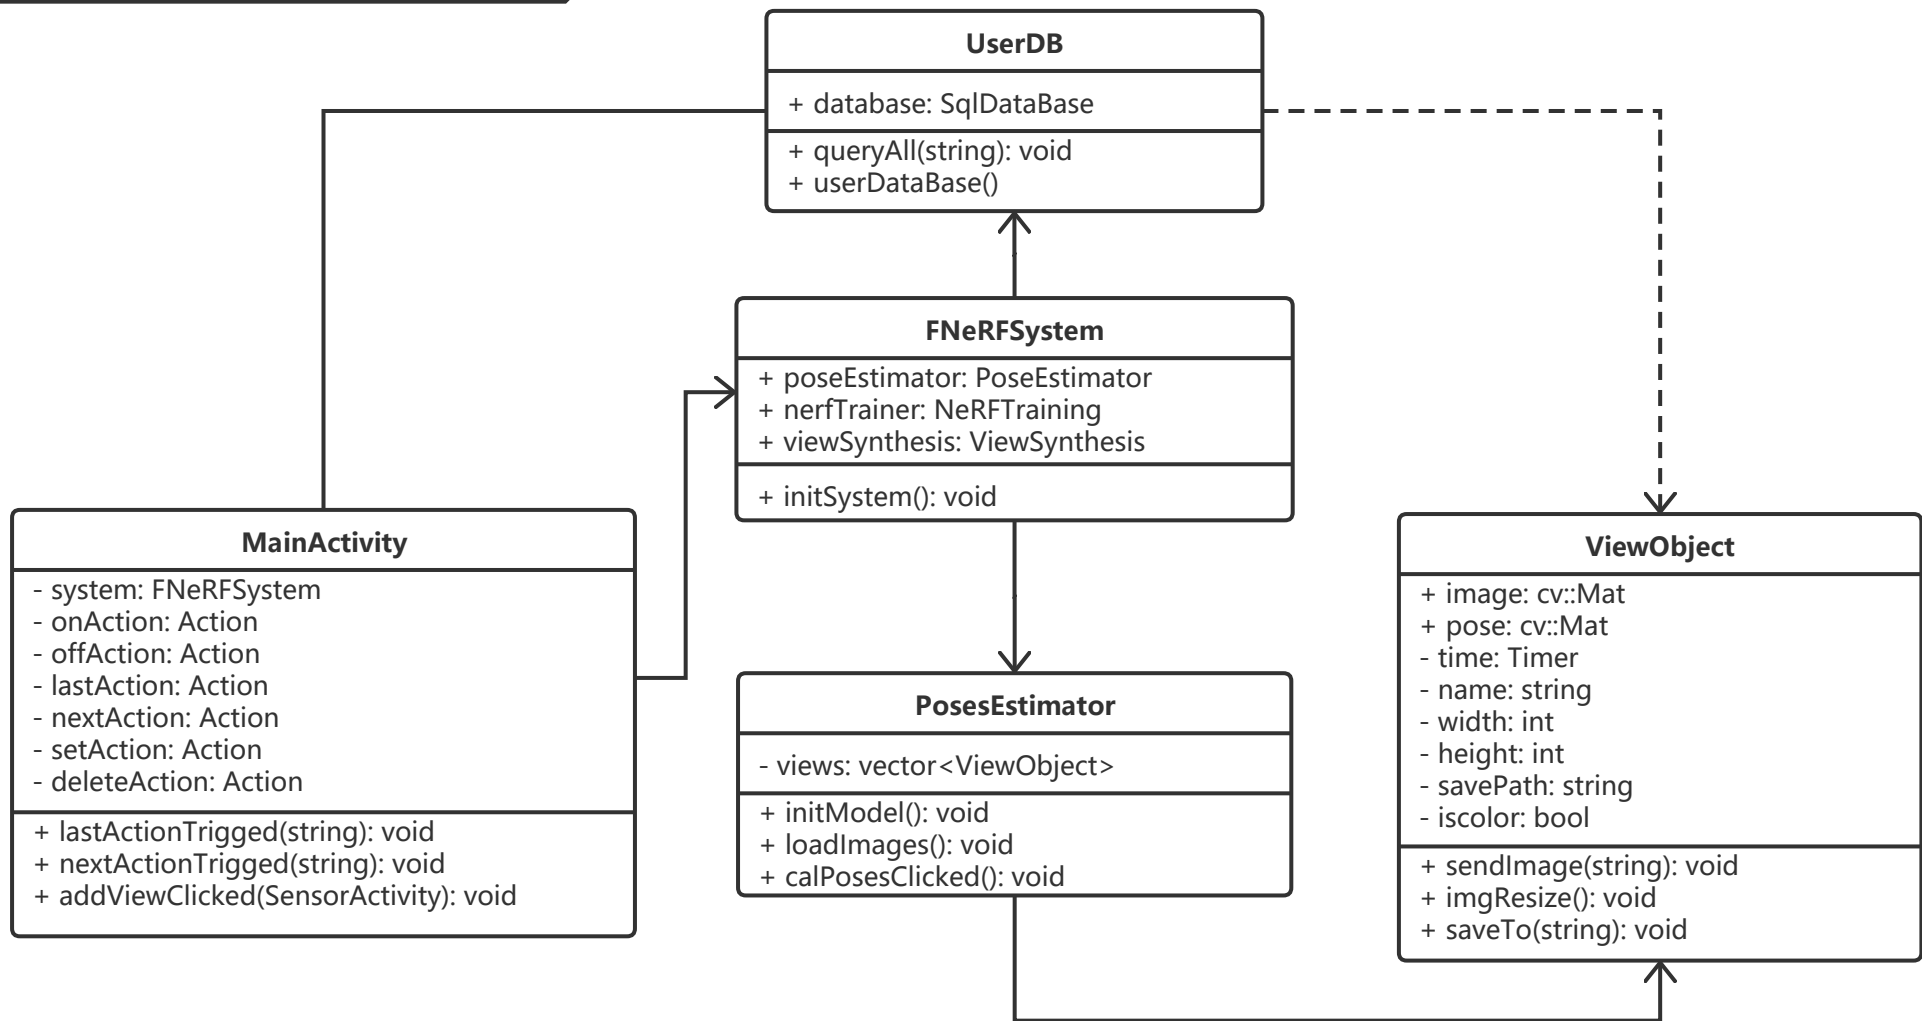 UserDB
+ database: SqlDataBase
+ queryAll(string): void
+ userDataBase()
FNeRFSystem
+ poseEstimator: PoseEstimator
+ nerfTrainer: NeRFTraining
+ viewSynthesis: ViewSynthesis
+ initSystem(): void
MainActivity
- system: FNeRFSystem
- onAction: Action
- offAction: Action
- lastAction: Action
- nextAction: Action
- setAction: Action
- deleteAction: Action
+ lastActionTrigged(string): void
+ nextActionTrigged(string): void
+ addViewClicked(SensorActivity): void
PosesEstimator
- views: vector<ViewObject>
+ initModel(): void
+ loadImages(): void
+ calPosesClicked(): void
ViewObject
+ image: cv::Mat
+ pose: cv::Mat
- time: Timer
- name: string
- width: int
- height: int
- savePath: string
- iscolor: bool
+ sendImage(string): void
+ imgResize(): void
+ saveTo(string): void